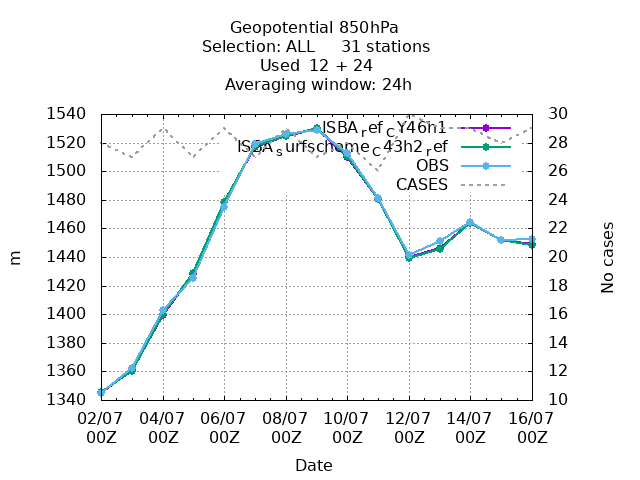 Geopotential 850hPa
Selection: ALL 31 stations
Used 12 + 24
Averaging window: 24h
1540 30
ISBA_ref_CY46h1
1520 28
ISBA_surfscheme_C43h2_ref
1500 26
OBS
1480 24
CASES
1460 22
1440 20
1420 18
1400 16
1380 14
1360 12
1340 10
m
No cases
02/07 04/07 06/07 08/07 10/07 12/07 14/07 16/07
00Z 00Z 00Z 00Z 00Z 00Z 00Z 00Z
Date